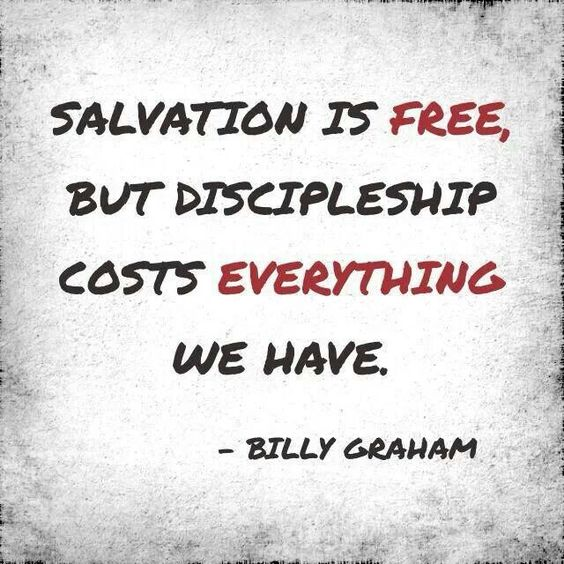 SALVATION IS FREE,
BUT DISCIPLESHIP
COSTS EVERYTHING
WE HAVE.
- BILLY GRAHAM